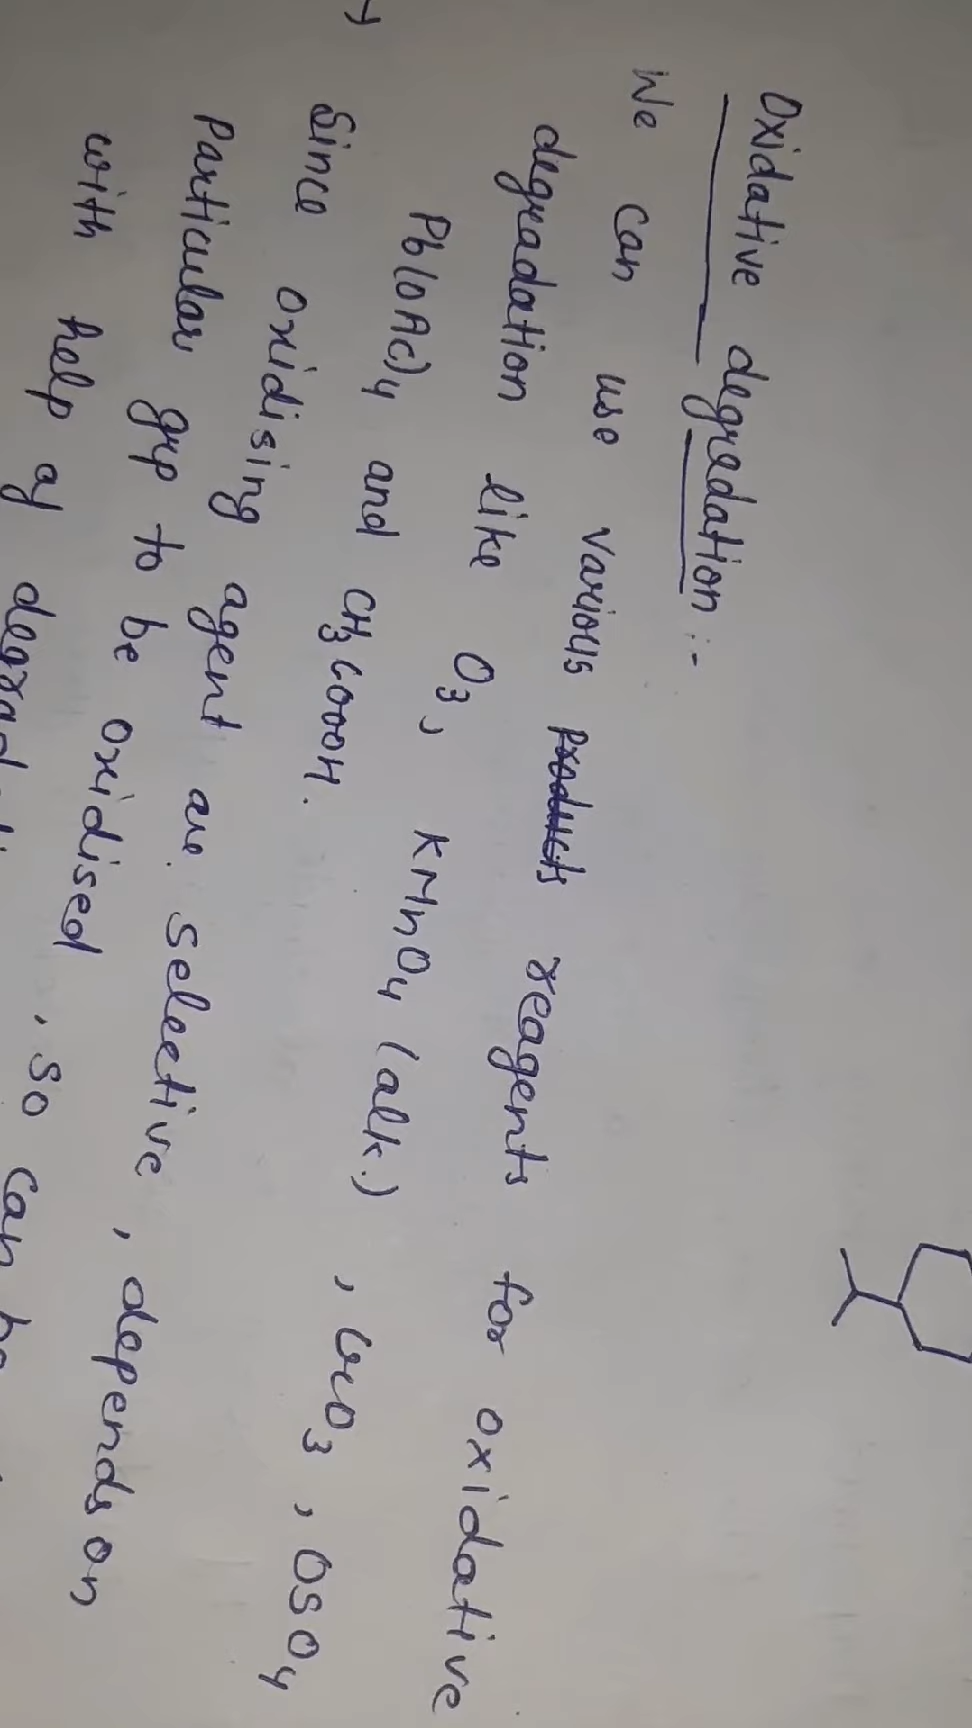 Oxidative degradation :-
We can use various products reagents for oxidative
degradation like O3, KMnO4 (alk.), CrO3, OSO4
Pb(OAc)4 and CH3COOOH.
Since oxidising agent are selective, depends on
Particular grp to be oxidised, so can be
with help of